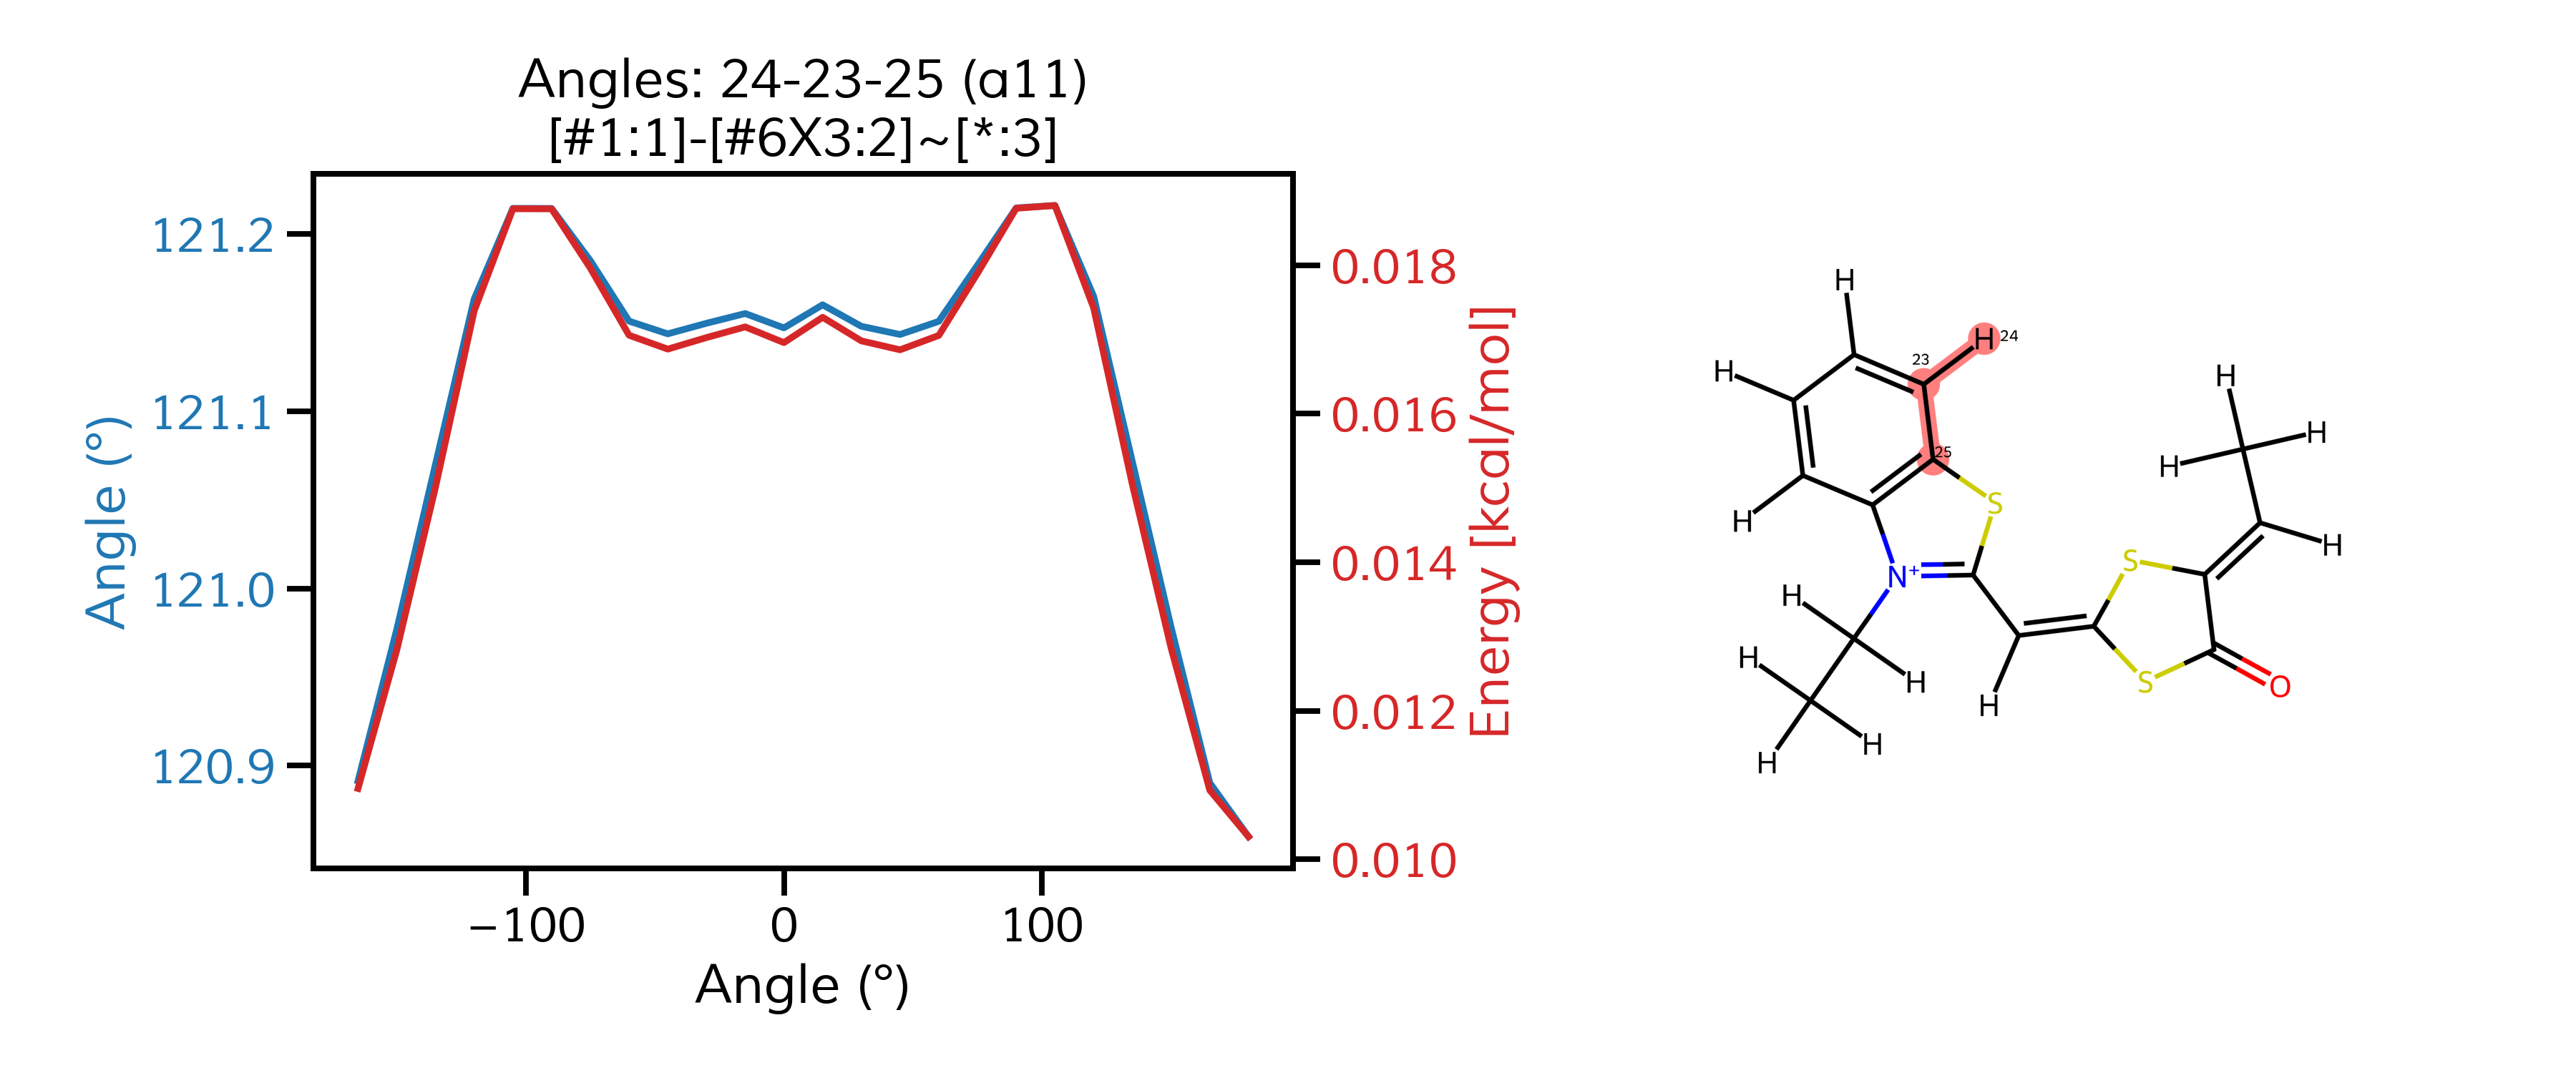 Angles: 24-23-25 (a11)
[#1:1]-[#6X3:2]~[*:3]
121.2
121.1
121.0
120.9
Angle (°)
0.018
0.016
0.014
0.012
0.010
Energy [kcal/mol]
−100 0 100
Angle (°)
H
H 24
23
H
H
H
H
25
H
S
H
H
S
N+
H
H
H
S
O
H
H
H